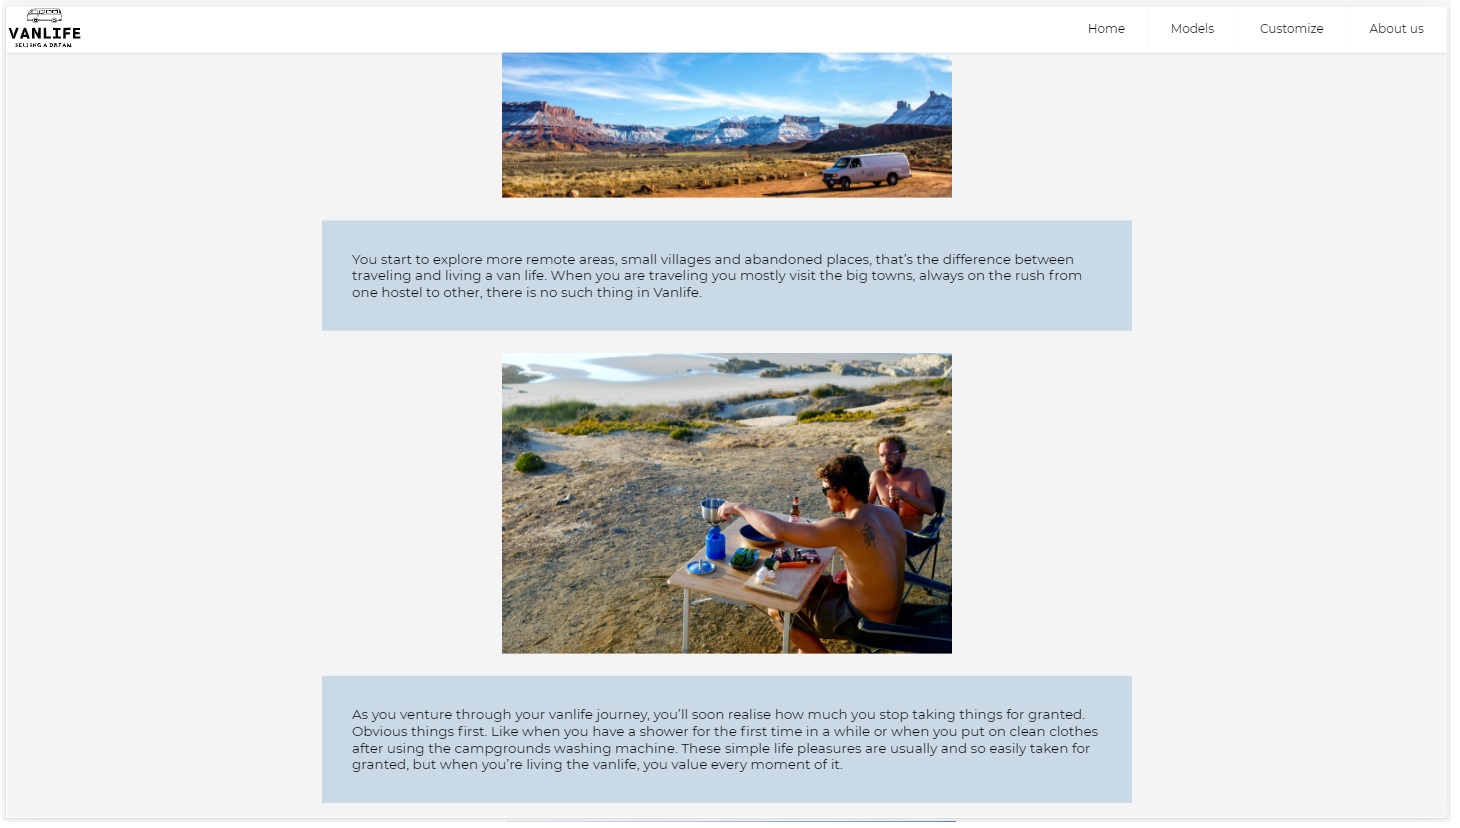 VANLIFE
SELLING A DREAM
Home
Models
Customize
About us
You start to explore more remote areas, small villages and abandoned places, that's the difference between
traveling and living a van life. When you are traveling you mostly visit the big towns, always on the rush from
one hostel to other, there is no such thing in Vanlife.
As you venture through your vanlife journey, you'll soon realise how much you stop taking things for granted.
Obvious things first. Like when you have a shower for the first time in a while or when you put on clean clothes
after using the campgrounds washing machine. These simple life pleasures are usually and so easily taken for
granted, but when you're living the vanlife, you value every moment of it.